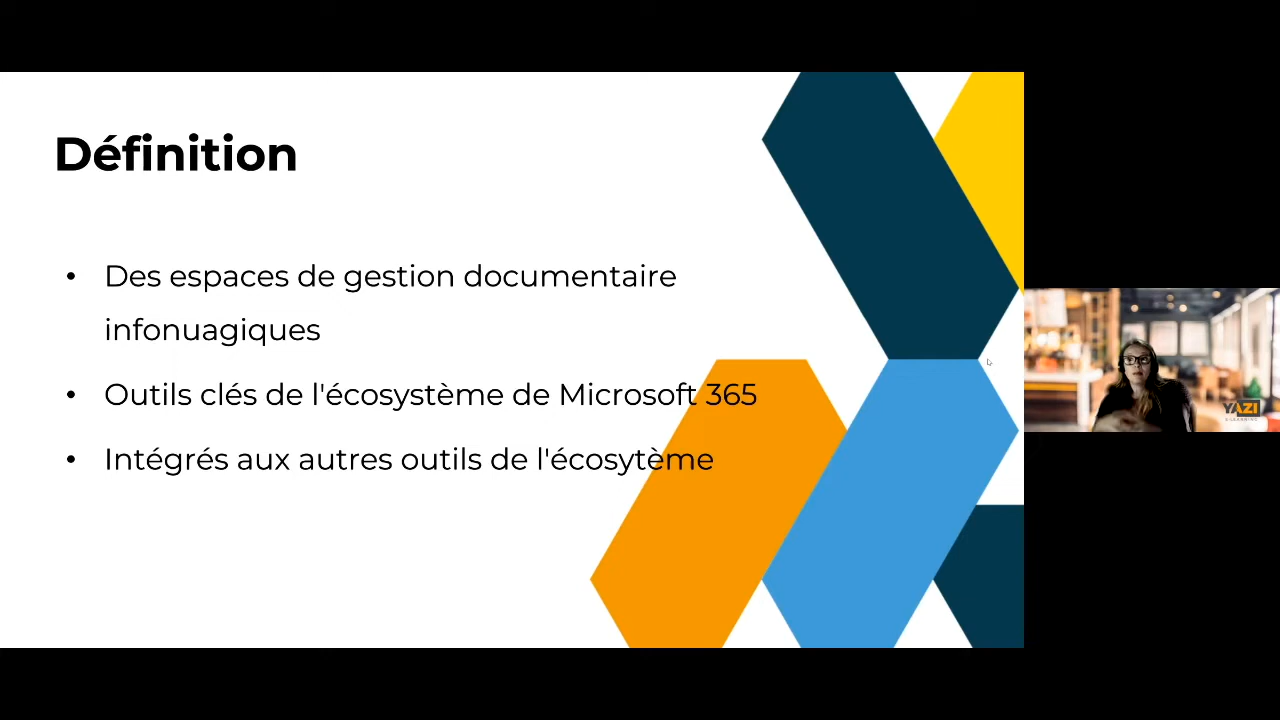 Définition
• Des espaces de gestion documentaire
infonuagiques
• Outils clés de l'écosystème de Microsoft 365
• Intégrés aux autres outils de l'écosytème
YAZI